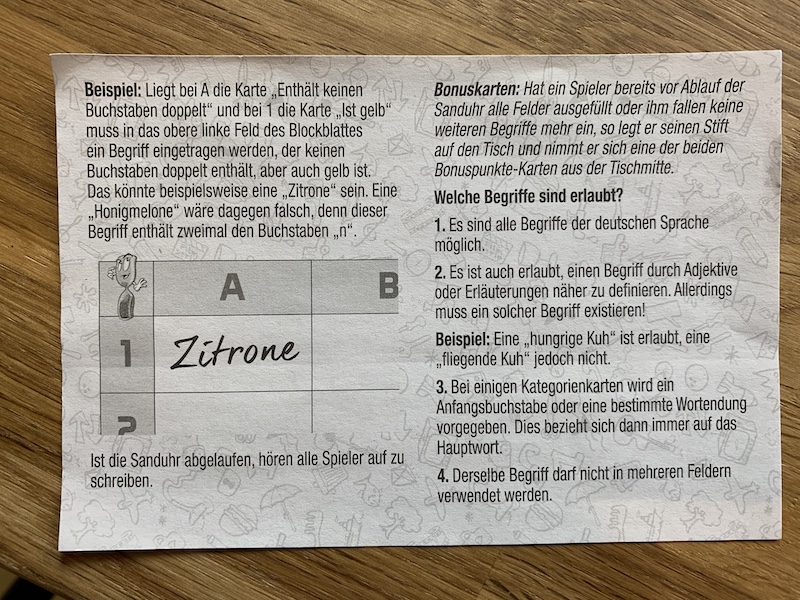 Beispiel: Liegt bei A die Karte „Enthält keinen
Buchstaben doppelt“ und bei 1 die Karte „Ist gelb“
muss in das obere linke Feld des Blockblattes
ein Begriff eingetragen werden, der keinen
Buchstaben doppelt enthält, aber auch gelb ist.
Das könnte beispielsweise eine „Zitrone“ sein. Eine
„Honigmelone“ wäre dagegen falsch, denn dieser
Begriff enthält zweimal den Buchstaben „n“.
A
B
1
Zitrone
2
Ist die Sanduhr abgelaufen, hören alle Spieler auf zu
schreiben.
Bonuskarten: Hat ein Spieler bereits vor Ablauf der
Sanduhr alle Felder ausgefüllt oder ihm fallen keine
weiteren Begriffe mehr ein, so legt er seinen Stift
auf den Tisch und nimmt er sich eine der beiden
Bonuspunkte-Karten aus der Tischmitte.
Welche Begriffe sind erlaubt?
1. Es sind alle Begriffe der deutschen Sprache
möglich.
2. Es ist auch erlaubt, einen Begriff durch Adjektive
oder Erläuterungen näher zu definieren. Allerdings
muss ein solcher Begriff existieren!
Beispiel: Eine „hungrige Kuh“ ist erlaubt, eine
„fliegende Kuh“ jedoch nicht.
3. Bei einigen Kategorienkarten wird ein
Anfangsbuchstabe oder eine bestimmte Wortendung
vorgegeben. Dies bezieht sich dann immer auf das
Hauptwort.
4. Derselbe Begriff darf nicht in mehreren Feldern
verwendet werden.